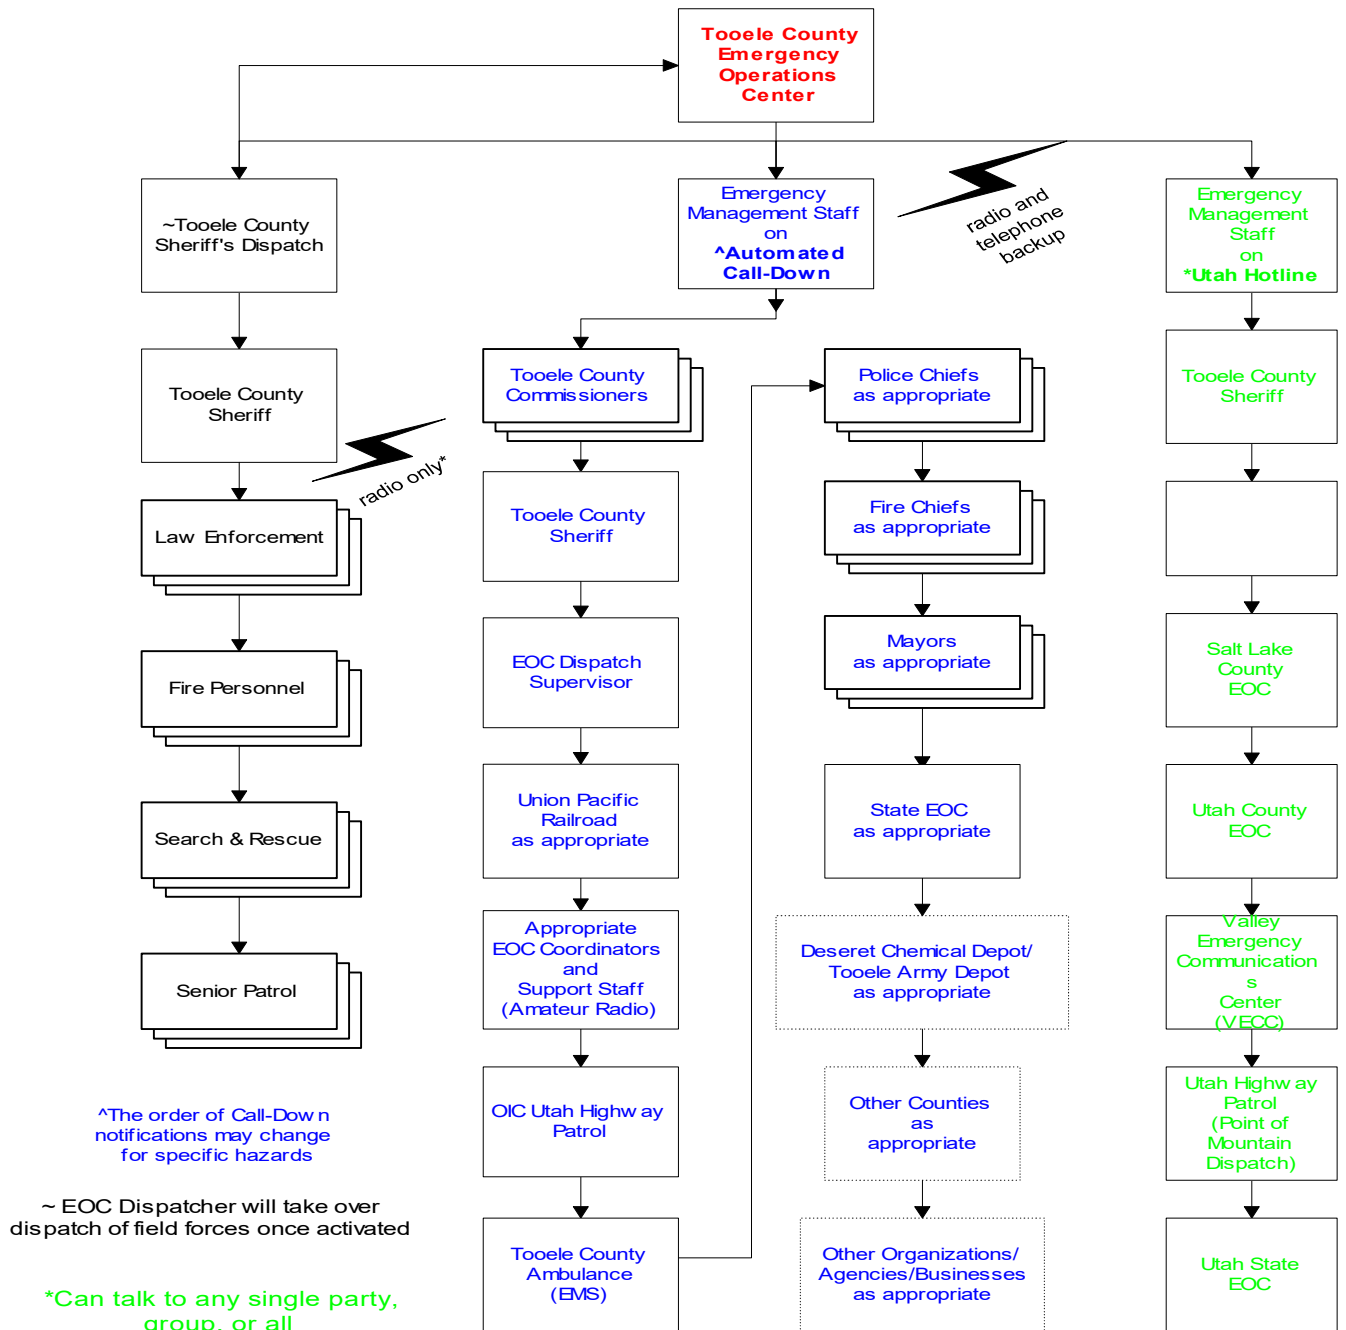 Tooele County
Emergency
Operations
Center
~Tooele County
Sheriff's Dispatch
Emergency
Management Staff
on
^Automated
Call-Down
radio and
telephone
backup
Emergency
Management
Staff
on
*Utah Hotline
Tooele County
Sheriff
radio only*
Law Enforcement
Fire Personnel
Search & Rescue
Senior Patrol
Tooele County
Commissioners
Tooele County
Sheriff
EOC Dispatch
Supervisor
Union Pacific
Railroad
as appropriate
Appropriate
EOC Coordinators
and
Support Staff
(Amateur Radio)
OIC Utah Highway
Patrol
Tooele County
Ambulance
(EMS)
Police Chiefs
as appropriate
Fire Chiefs
as appropriate
Mayors
as appropriate
State EOC
as appropriate
Deseret Chemical Depot/
Tooele Army Depot
as appropriate
Other Counties
as
appropriate
Other Organizations/
Agencies/Businesses
as appropriate
Tooele County
Sheriff
Salt Lake
County
EOC
Utah County
EOC
Valley
Emergency
Communication
s
Center
(VECC)
Utah Highway
Patrol
(Point of
Mountain
Dispatch)
Utah State
EOC
^The order of Call-Down
notifications may change
for specific hazards
~ EOC Dispatcher will take over
dispatch of field forces once activated
*Can talk to any single party,
group, or all